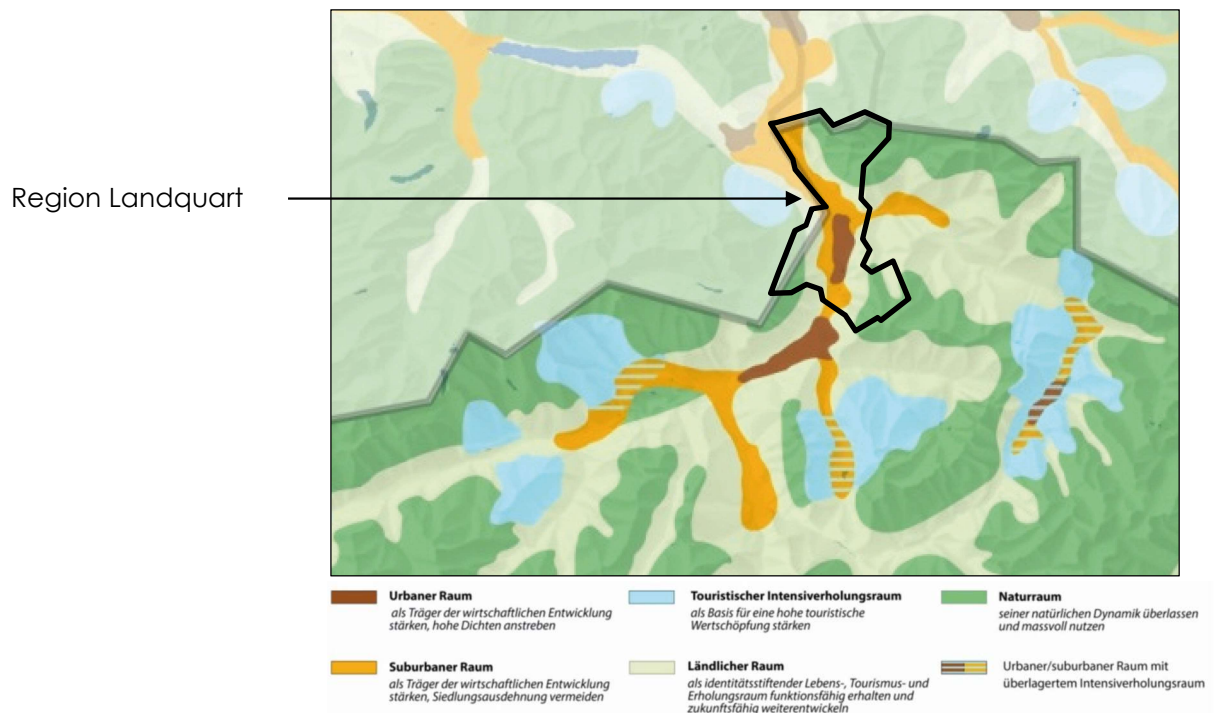 Region Landquart
Urbaner Raum
als Träger der wirtschaftlichen Entwicklung
stärken, hohe Dichten anstreben
Touristischer Intensiverholungsraum
als Basis für eine hohe touristische
Wertschöpfung stärken
Naturraum
seiner natürlichen Dynamik überlassen
und massvoll nutzen
Suburbaner Raum
als Träger der wirtschaftlichen Entwicklung
stärken, Siedlungsausdehnung vermeiden
Ländlicher Raum
als identitätsstiftender Lebens-, Tourismus- und
Erholungsraum funktionsfähig erhalten und
zukunftsfähig weiterentwickeln
Urbaner/suburbaner Raum mit
überlagertem Intensiverholungsraum